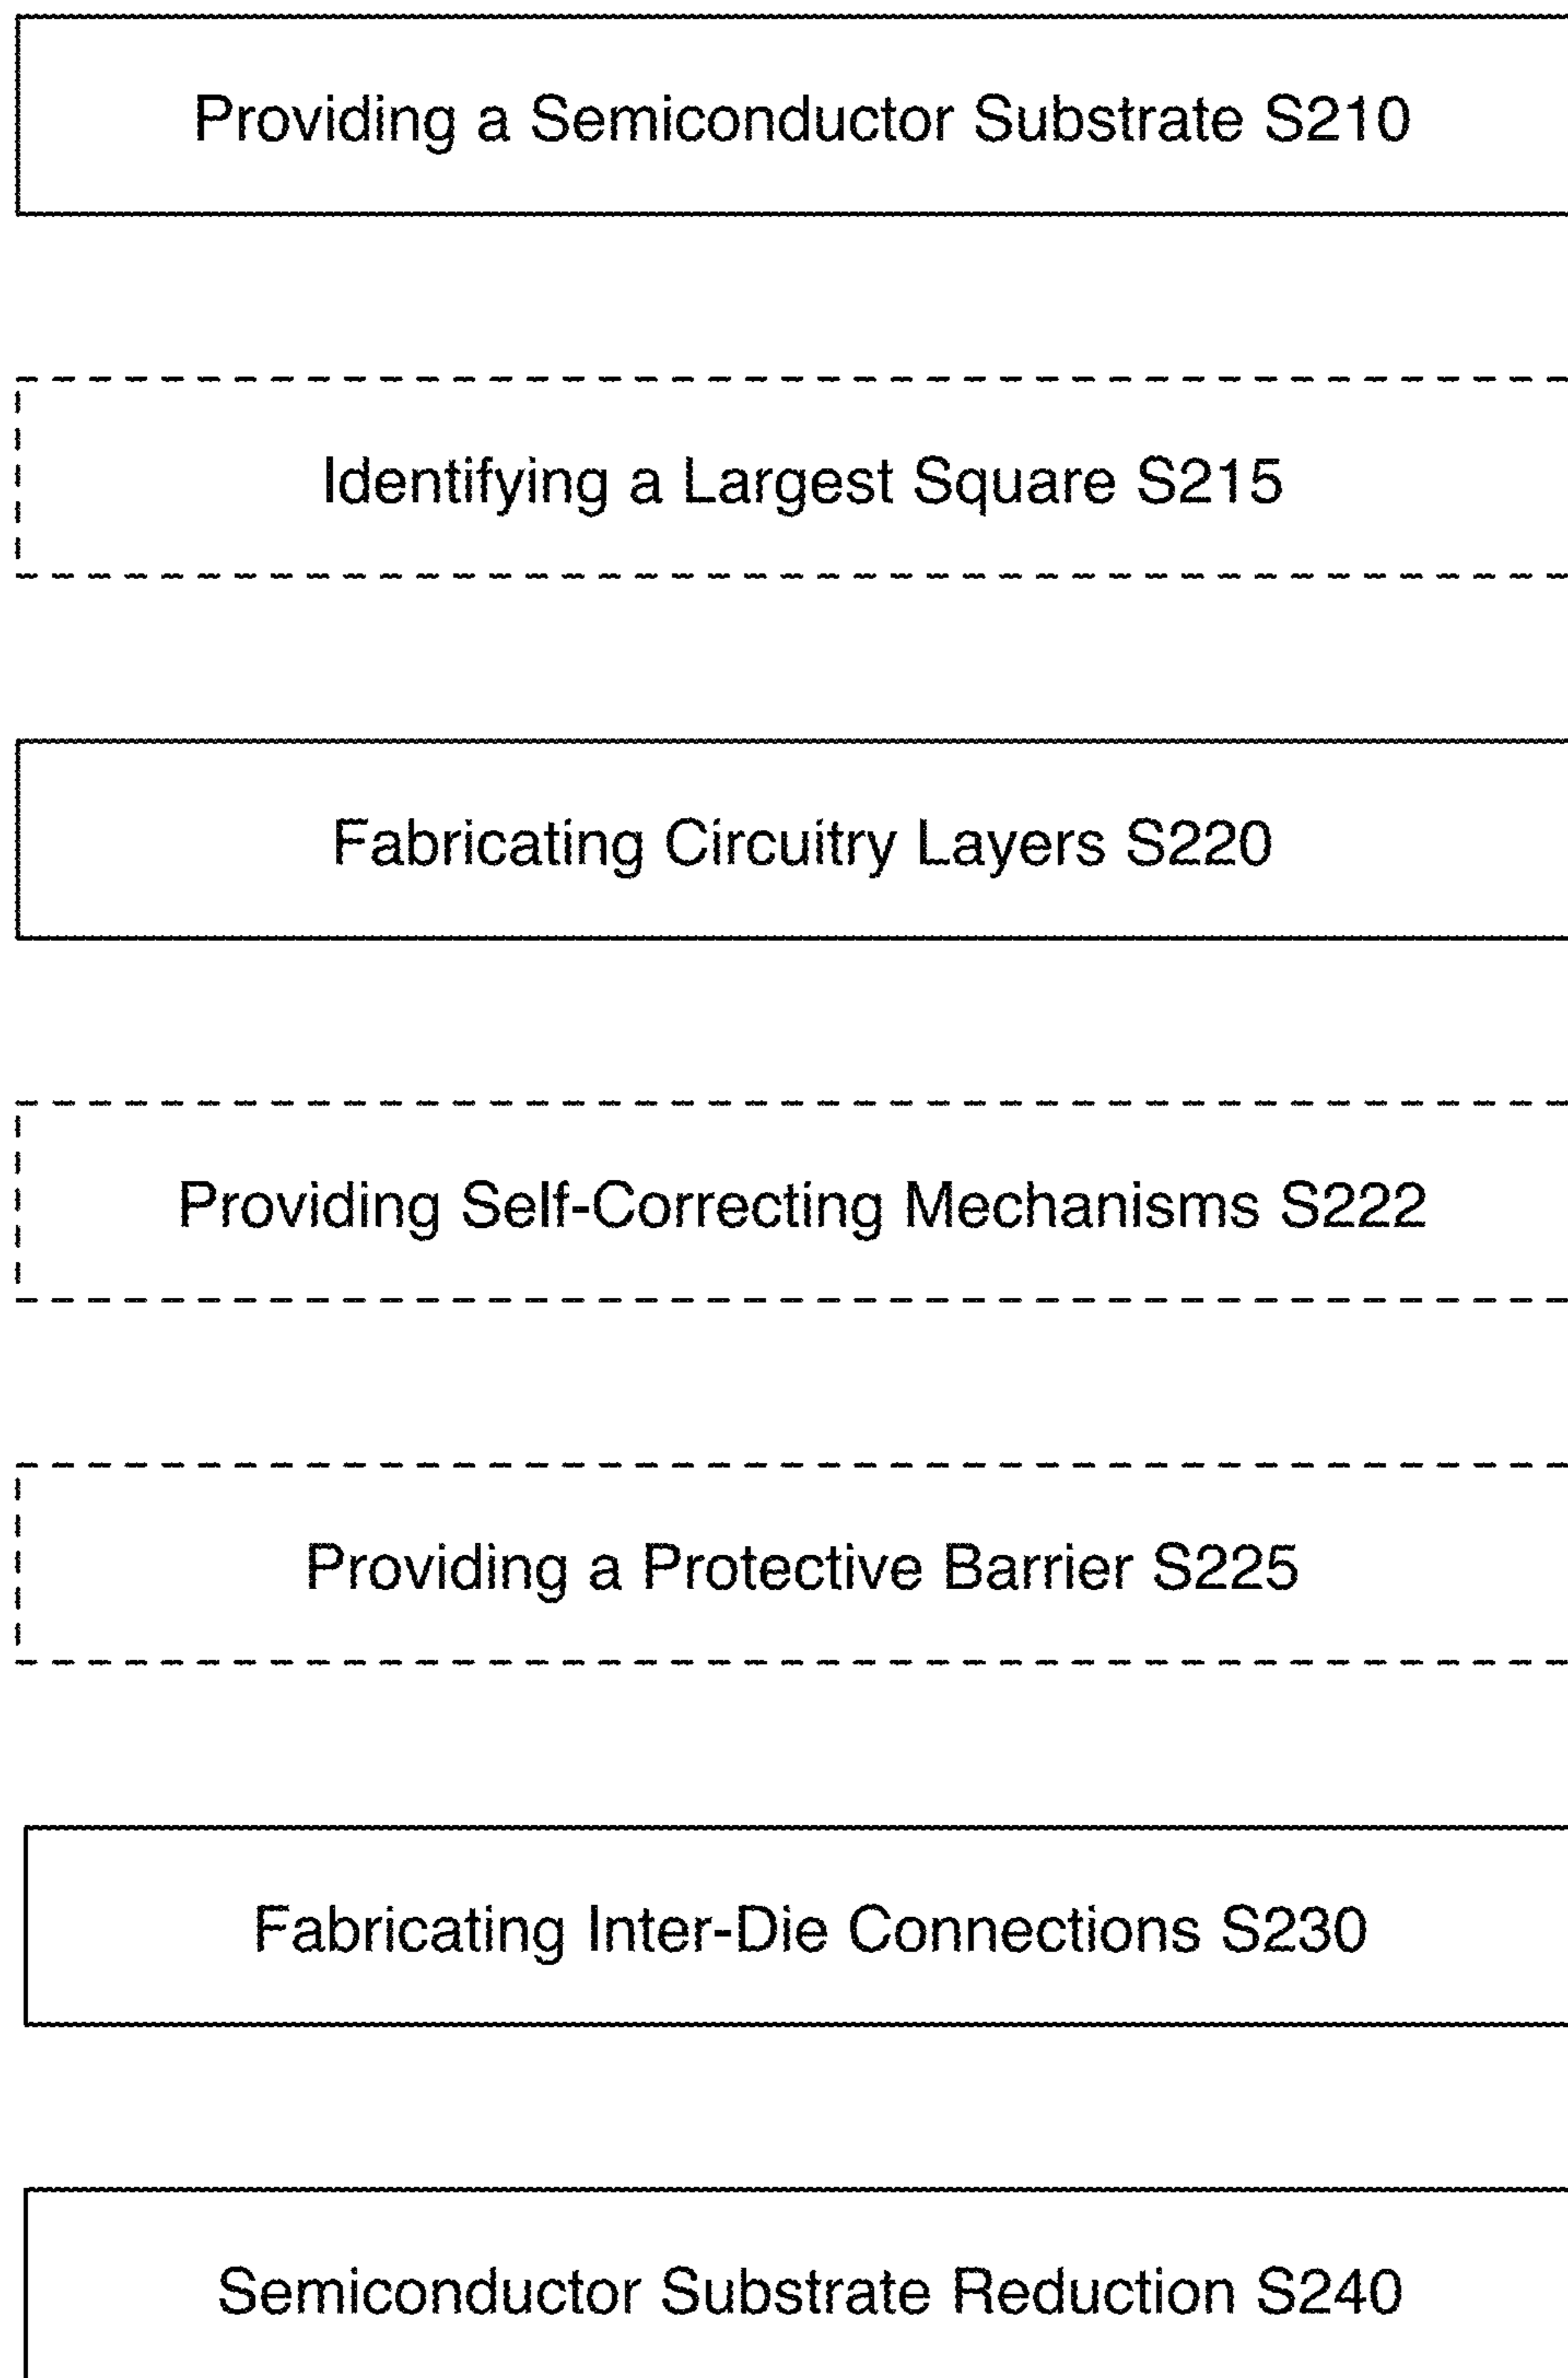 Providing a Semiconductor Substrate S210
Identifying a Largest Square S215
Fabricating Circuitry Layers S220
Providing Self-Correcting Mechanisms S222
Providing a Protective Barrier S225
Fabricating Inter-Die Connections S230
Semiconductor Substrate Reduction S240